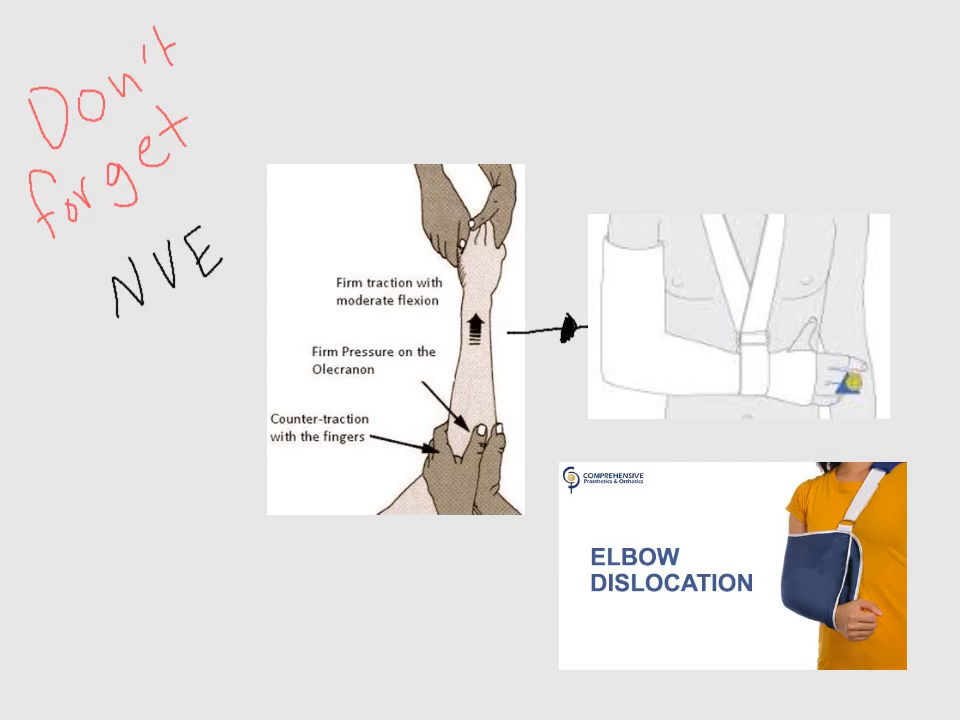 Don't
forget
NVE
Firm traction with
moderate flexion
Firm Pressure on the
Olecranon
Counter-traction
with the fingers
COMPREHENSIVE
Prosthetics & Orthotics
ELBOW
DISLOCATION